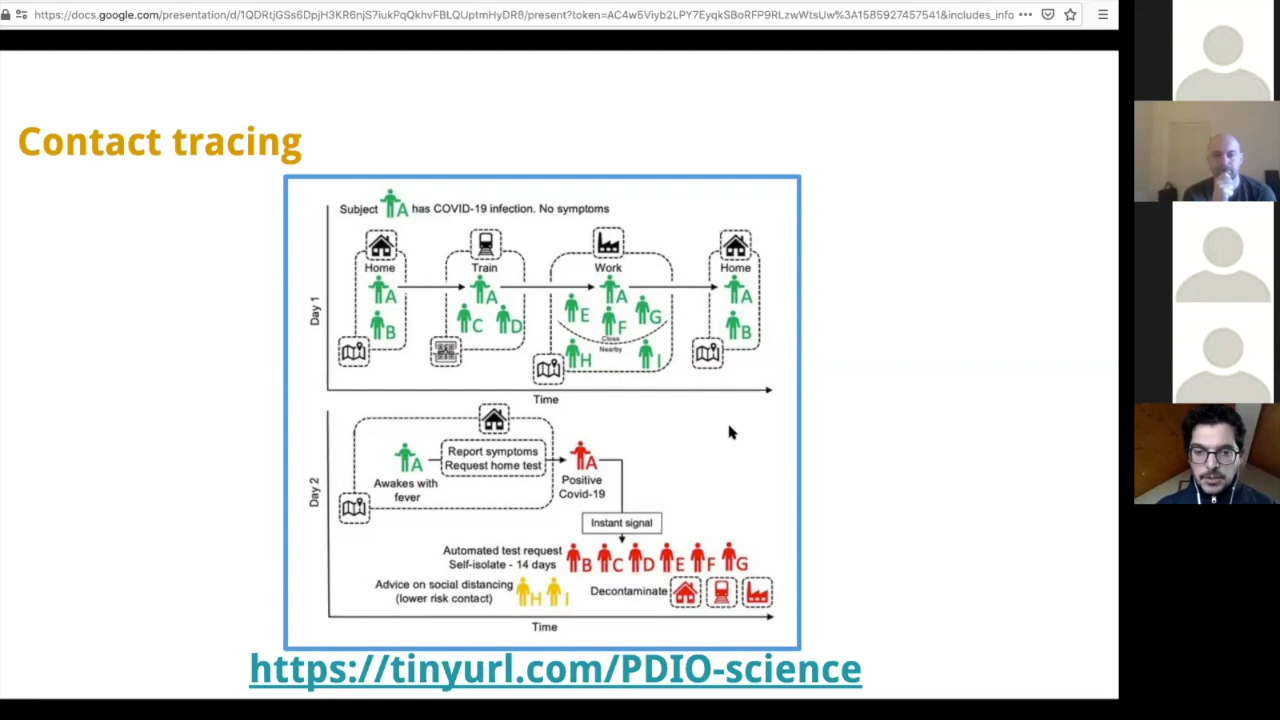 https://docs.google.com/presentation/d/1QDRtjGSs6DpjH3KR6njS7iukPqQkhvFBLQUptmHyDR8/present?token=AC4w5Viyb2LPY7EyqkSBoRFP9RLzwWtsUw%3A1585927457541&includes_info
Contact tracing
Subject A has COVID-19 infection. No symptoms
Home
Train
Work
Home
Day 1
A
A
A
A
B
C
D
E
F
G
B
Close
Nearby
H
I
Time
Day 2
A
Report symptoms
Request home test
A
Awakes with
fever
Positive
Covid-19
Instant signal
Automated test request
Self-isolate - 14 days
B C D E F G
Advice on social distancing
(lower risk contact)
H I
Decontaminate
Time
https://tinyurl.com/PDIO-science